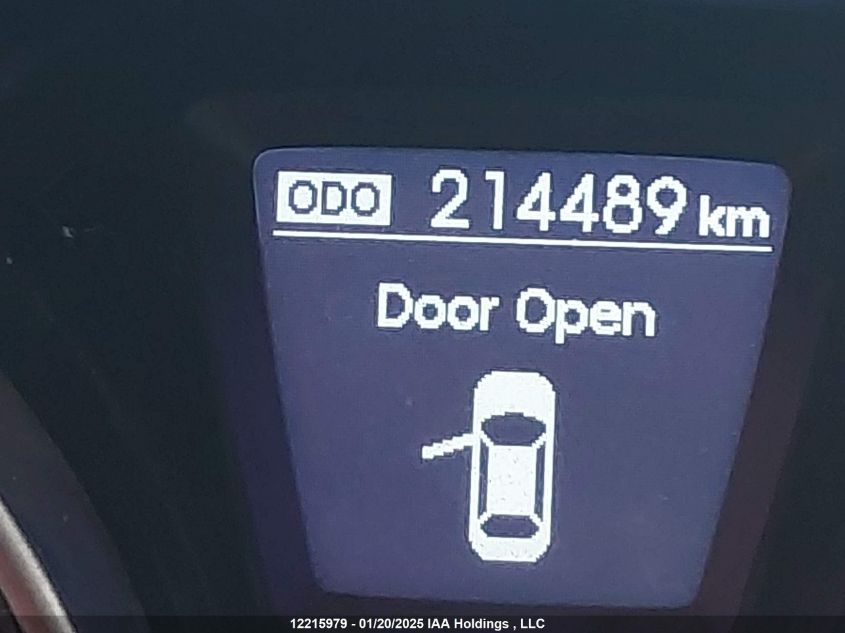 ODO 214489 km
Door Open
12215979 - 01/20/2025 IAA Holdings , LLC